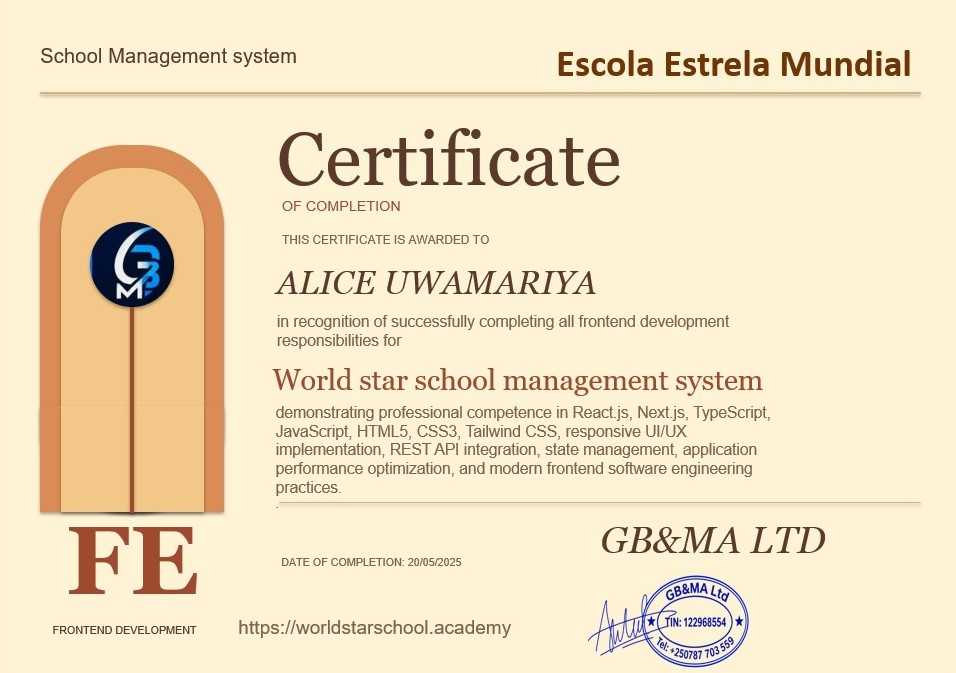 School Management system
Escola Estrela Mundial
Certificate
OF COMPLETION
THIS CERTIFICATE IS AWARDED TO
ALICE UWAMARIYA
in recognition of successfully completing all frontend development
responsibilities for
World star school management system
demonstrating professional competence in React.js, Next.js, TypeScript,
JavaScript, HTML5, CSS3, Tailwind CSS, responsive UI/UX
implementation, REST API integration, state management, application
performance optimization, and modern frontend software engineering
practices.
.
GB
M
FE
FRONTEND DEVELOPMENT
DATE OF COMPLETION: 20/05/2025
https://worldstarschool.academy
GB&MA LTD
GB&MA Ltd
TIN: 122968554
Tel: +250787 703 559